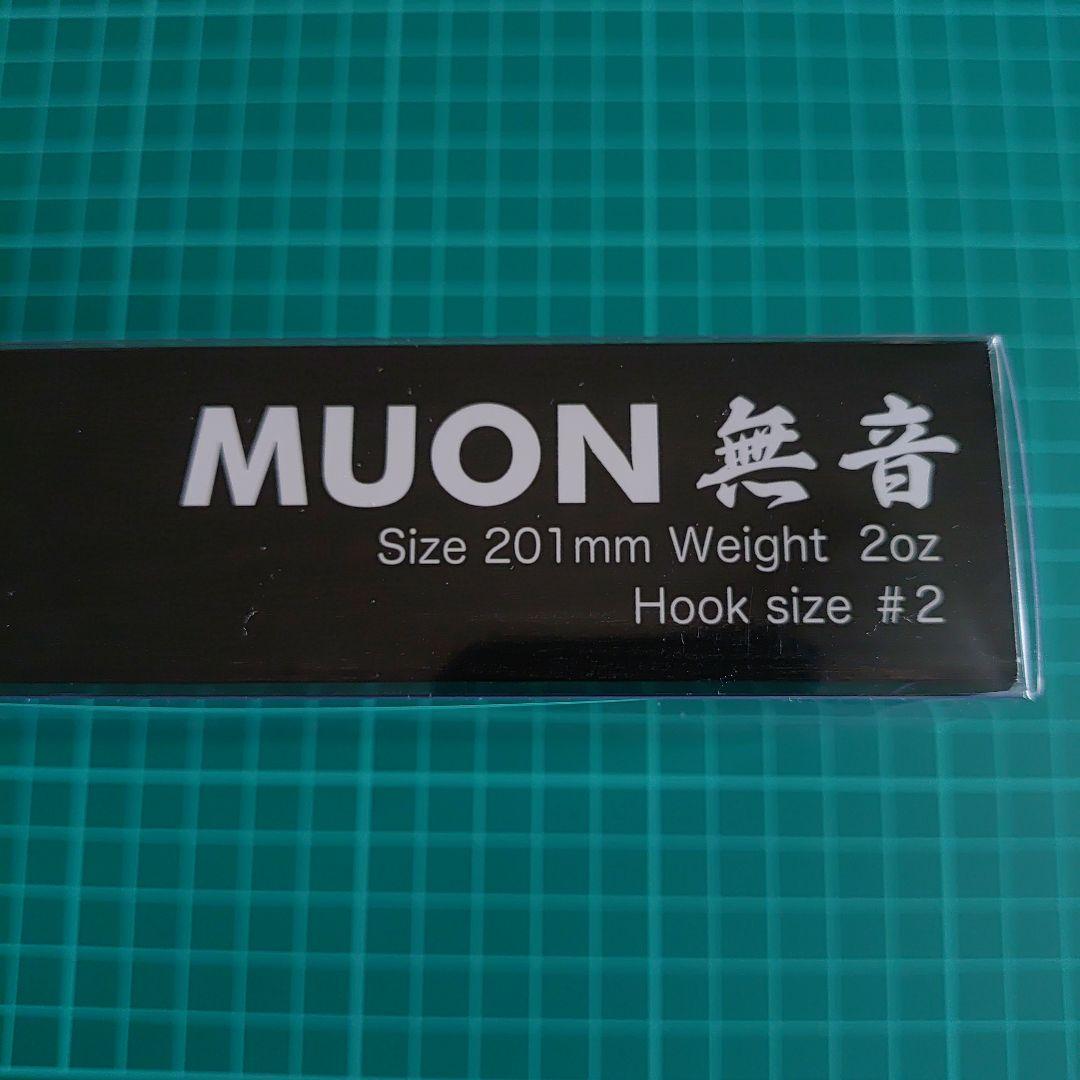 MUON 無音
Size 201mm Weight 2oz
Hook size #2